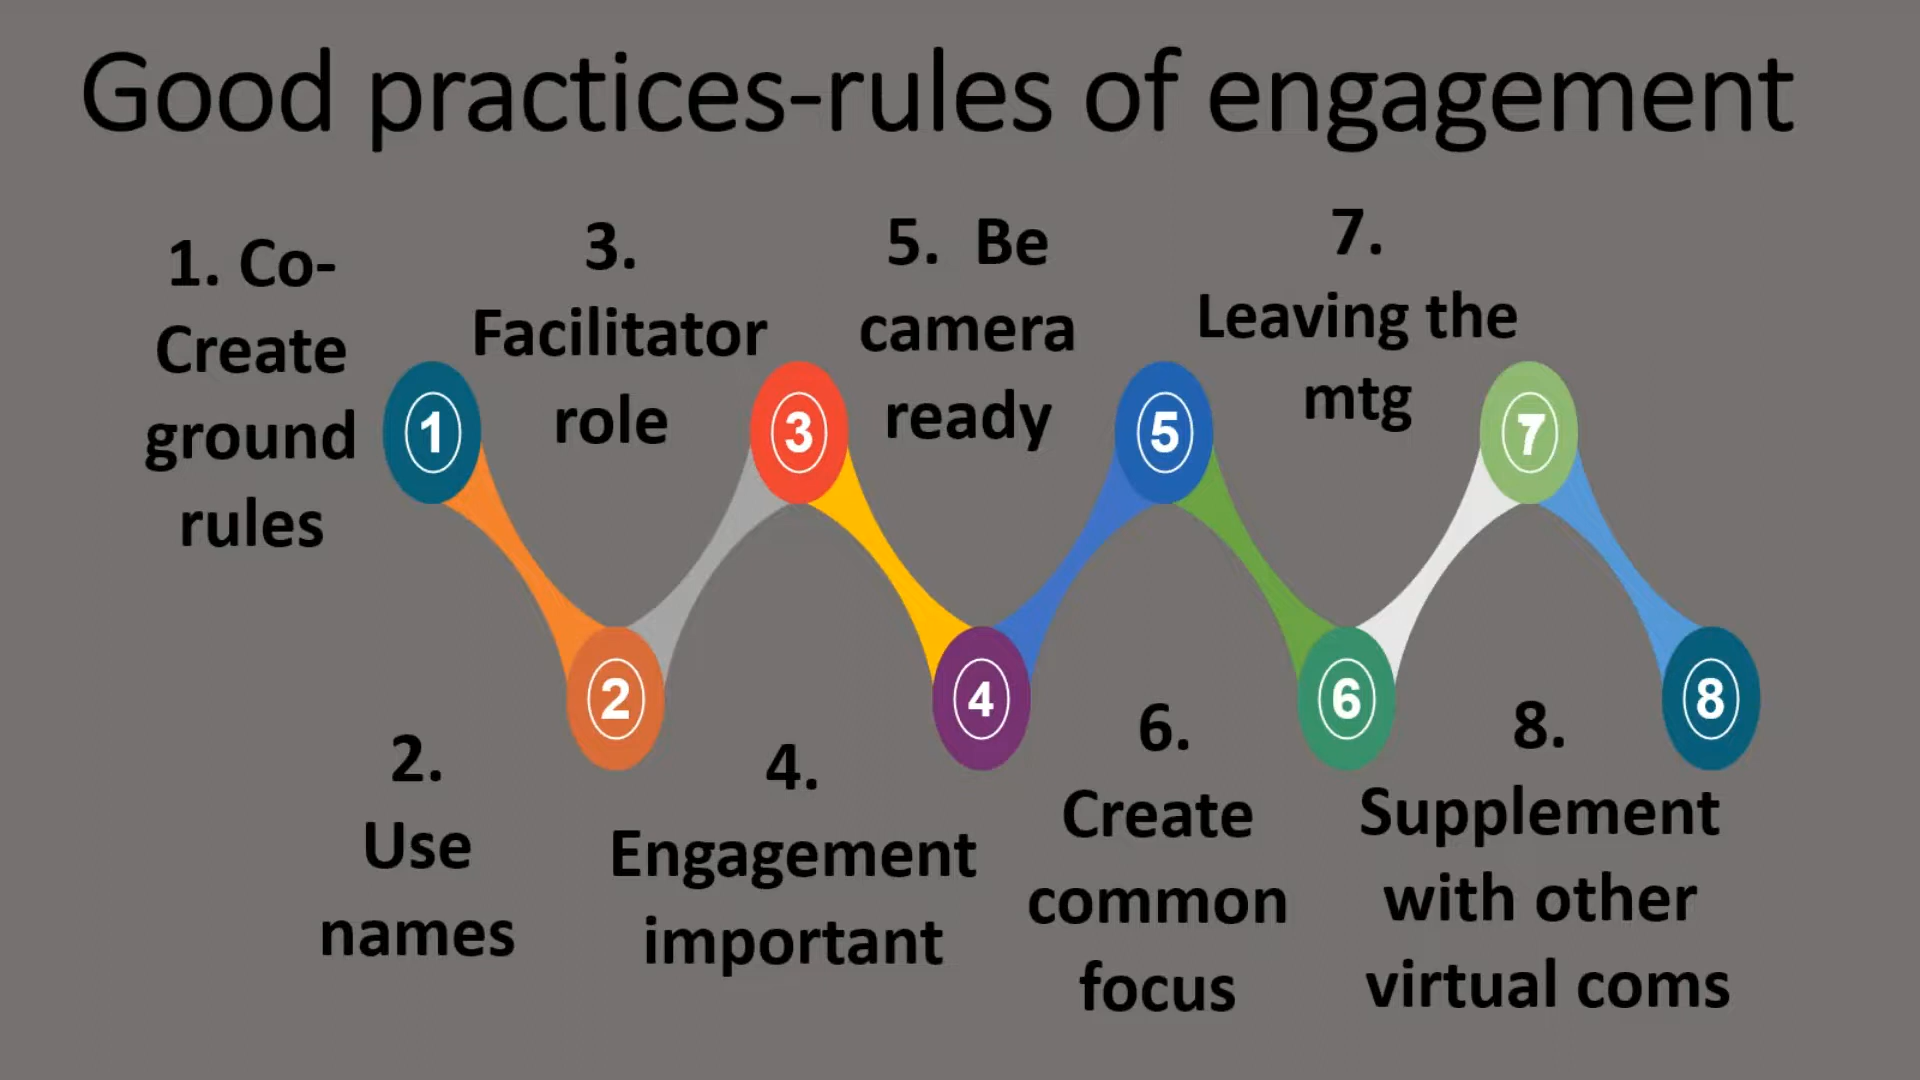 Good practices-rules of engagement
1. Co-
Create
ground
rules
3.
Facilitator
role
5. Be
camera
ready
7.
Leaving the
mtg
1
3
5
7
2
4
6
8
2.
Use
names
4.
Engagement
important
6.
Create
common
focus
8.
Supplement
with other
virtual coms